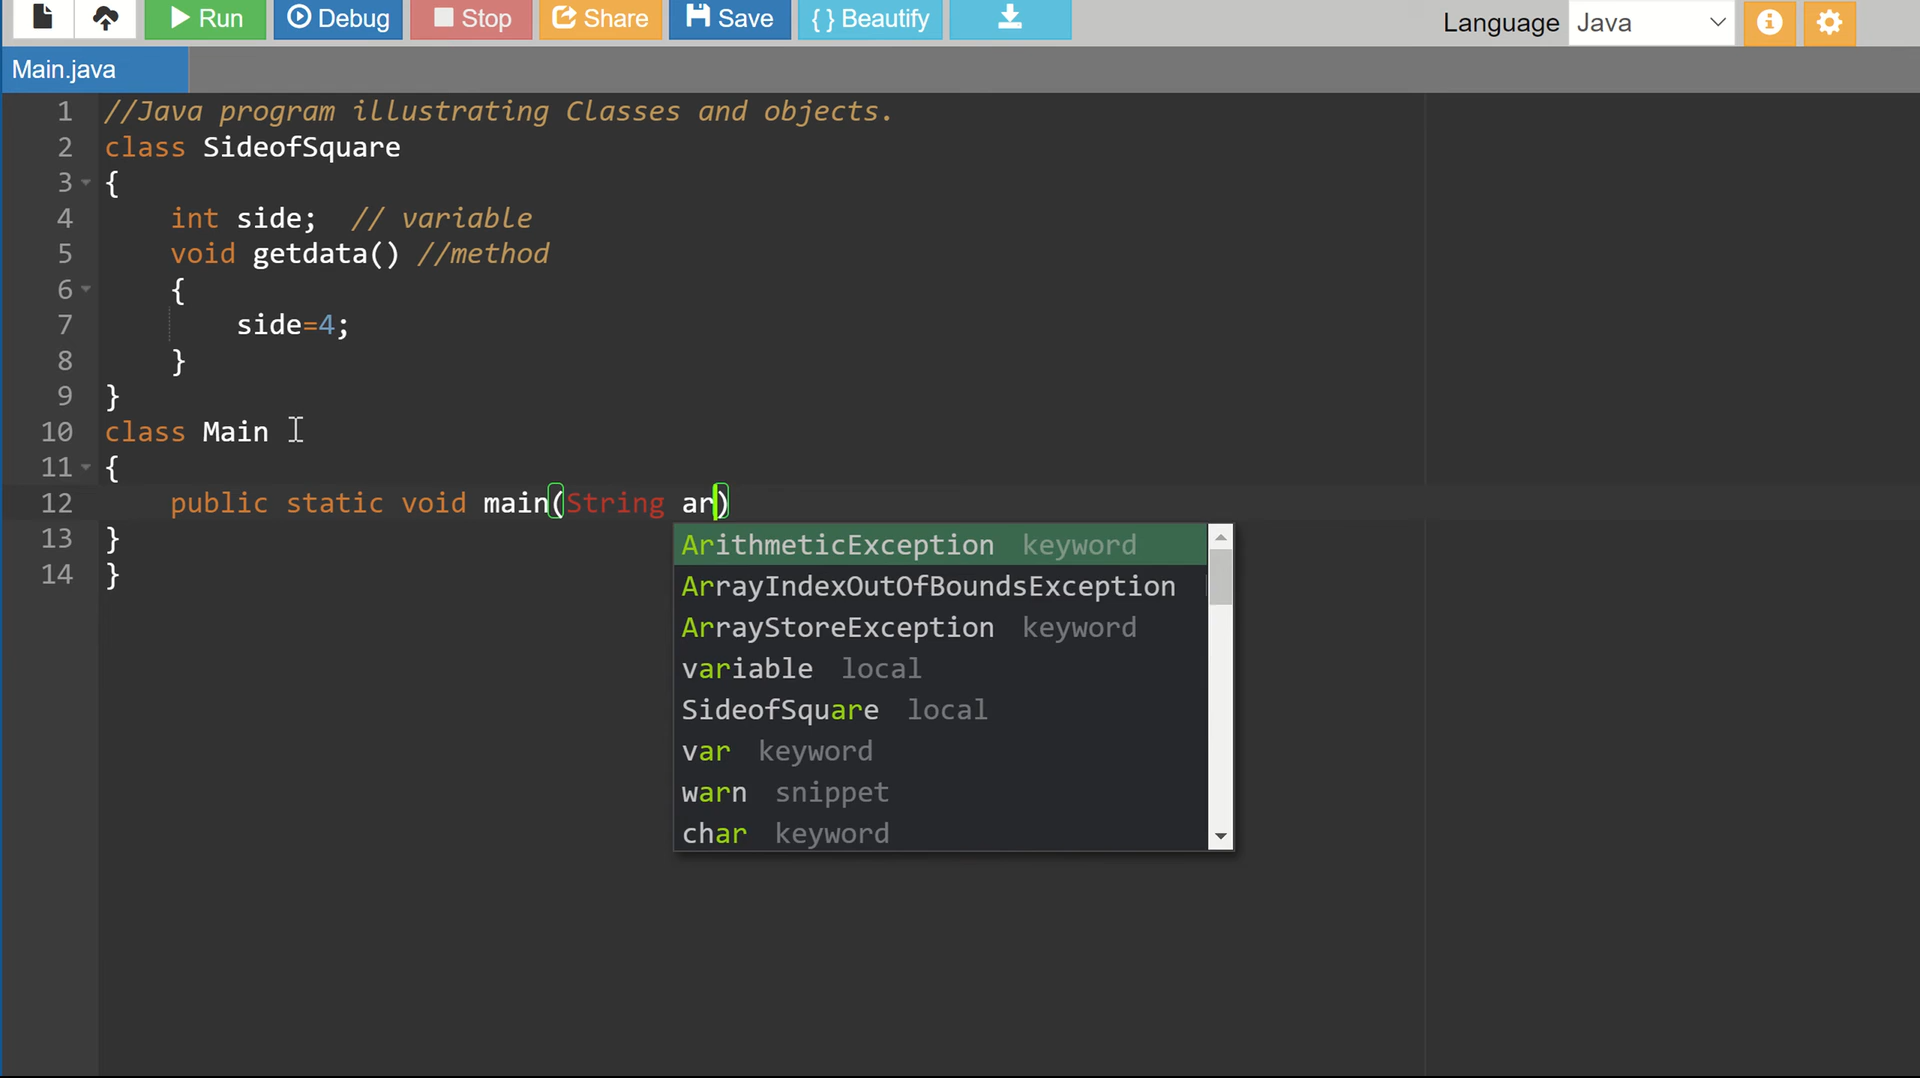 Run Debug Stop Share Save { } Beautify Language Java
Main.java
1 //Java program illustrating Classes and objects.
2 class SideofSquare
3 {
4 int side; // variable
5 void getdata() //method
6 {
7 side=4;
8 }
9 }
10 class Main
11 {
12 public static void main(String ar)
13 }
14 }
ArithmeticException keyword
ArrayIndexOutOfBoundsException
ArrayStoreException keyword
variable local
SideofSquare local
var keyword
warn snippet
char keyword